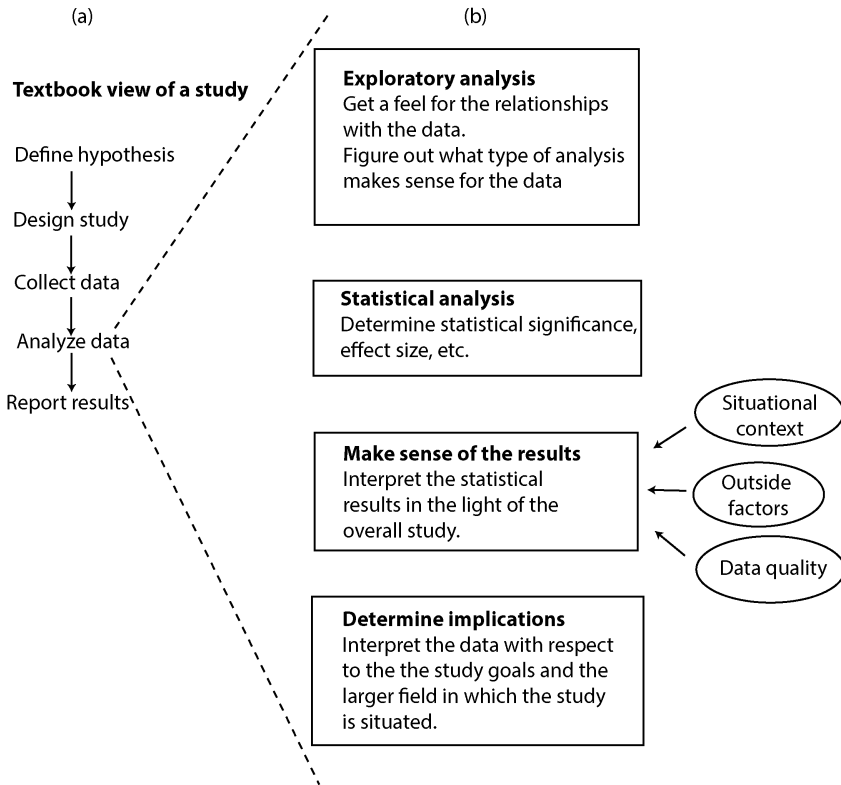 (a)
Textbook view of a study
Define hypothesis
Design study
Collect data
Analyze data
Report results
(b)
Exploratory analysis
Get a feel for the relationships
with the data.
Figure out what type of analysis
makes sense for the data
Statistical analysis
Determine statistical significance,
effect size, etc.
Make sense of the results
Interpret the statistical
results in the light of the
overall study.
Situational
context
Outside
factors
Data quality
Determine implications
Interpret the data with respect
to the the study goals and the
larger field in which the study
is situated.